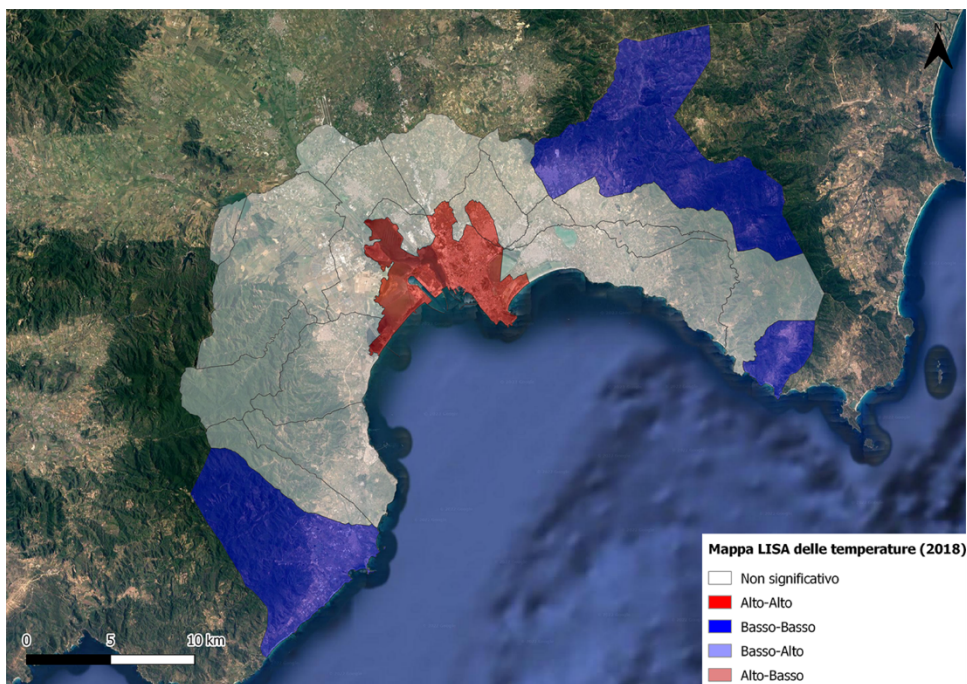 N
Mappa LISA delle temperature (2018)
Non significativo
Alto-Alto
Basso-Basso
Basso-Alto
Alto-Basso
0 5 10 km